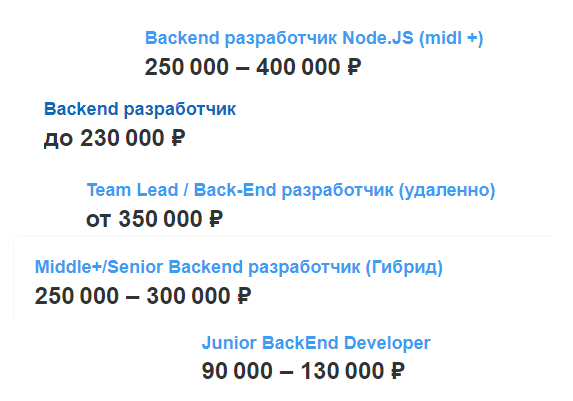 Backend разработчик Node.JS (midl +)
250 000 – 400 000 ₽
Backend разработчик
до 230 000 ₽
Team Lead / Back-End разработчик (удаленно)
от 350 000 ₽
Middle+/Senior Backend разработчик (Гибрид)
250 000 – 300 000 ₽
Junior BackEnd Developer
90 000 – 130 000 ₽